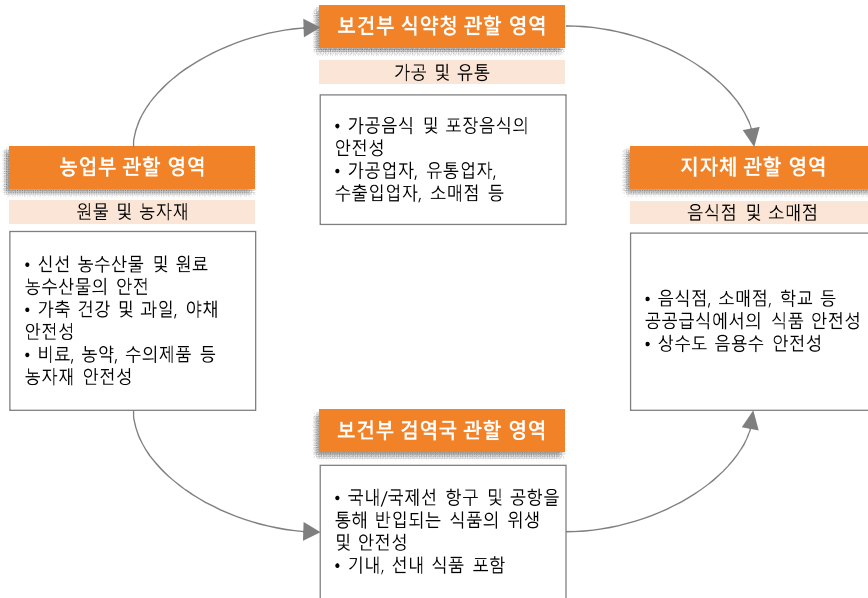 보건부 식약청 관할 영역
가공 및 유통
• 가공음식 및 포장음식의
안전성
• 가공업자, 유통업자,
수출입업자, 소매점 등
농업부 관할 영역
원물 및 농자재
• 신선 농수산물 및 원료
농수산물의 안전
• 가축 건강 및 과일, 야채
안전성
• 비료, 농약, 수의제품 등
농자재 안전성
지자체 관할 영역
음식점 및 소매점
• 음식점, 소매점, 학교 등
공공급식에서의 식품 안전성
• 상수도 음용수 안전성
보건부 검역국 관할 영역
• 국내/국제선 항구 및 공항을
통해 반입되는 식품의 위생
및 안전성
• 기내, 선내 식품 포함